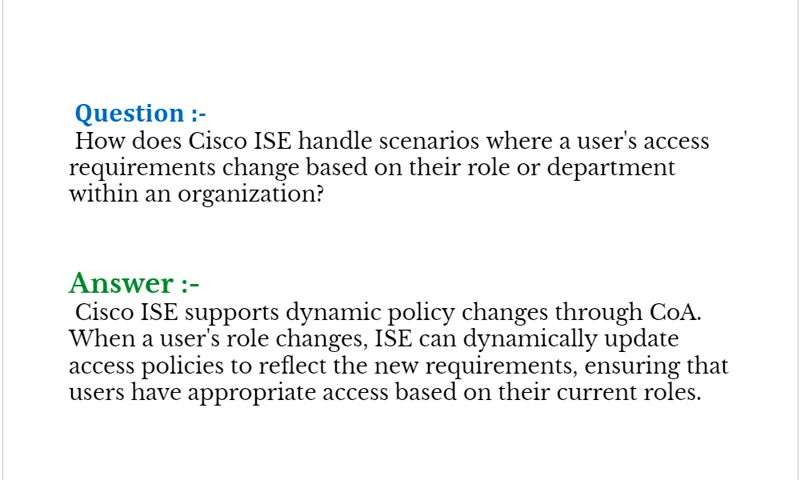 Question :-
How does Cisco ISE handle scenarios where a user's access
requirements change based on their role or department
within an organization?
Answer :-
Cisco ISE supports dynamic policy changes through CoA.
When a user's role changes, ISE can dynamically update
access policies to reflect the new requirements, ensuring that
users have appropriate access based on their current roles.